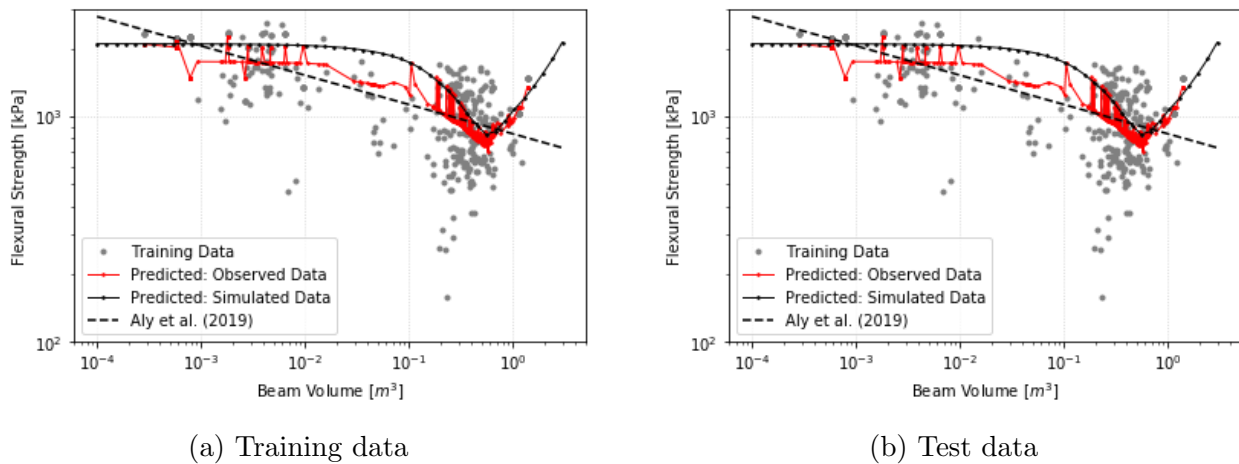 Flexural Strength [kPa]
10^3
10^2
Training Data
Predicted: Observed Data
Predicted: Simulated Data
Aly et al. (2019)
10^-4 10^-3 10^-2 10^-1 10^0
Beam Volume [m^3]
(a) Training data
Flexural Strength [kPa]
10^3
10^2
Training Data
Predicted: Observed Data
Predicted: Simulated Data
Aly et al. (2019)
10^-4 10^-3 10^-2 10^-1 10^0
Beam Volume [m^3]
(b) Test data